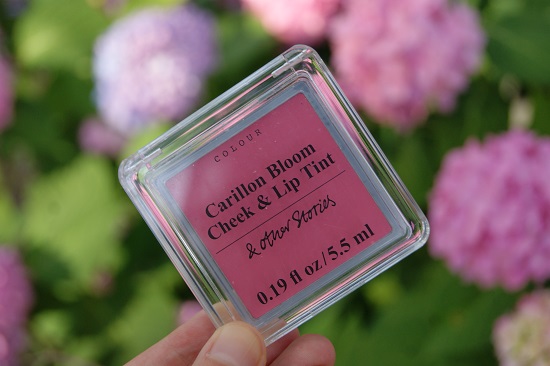 COLOUR
Carillon Bloom
Cheek & Lip Tint
& other Stories
0.19 fl oz/5.5 ml